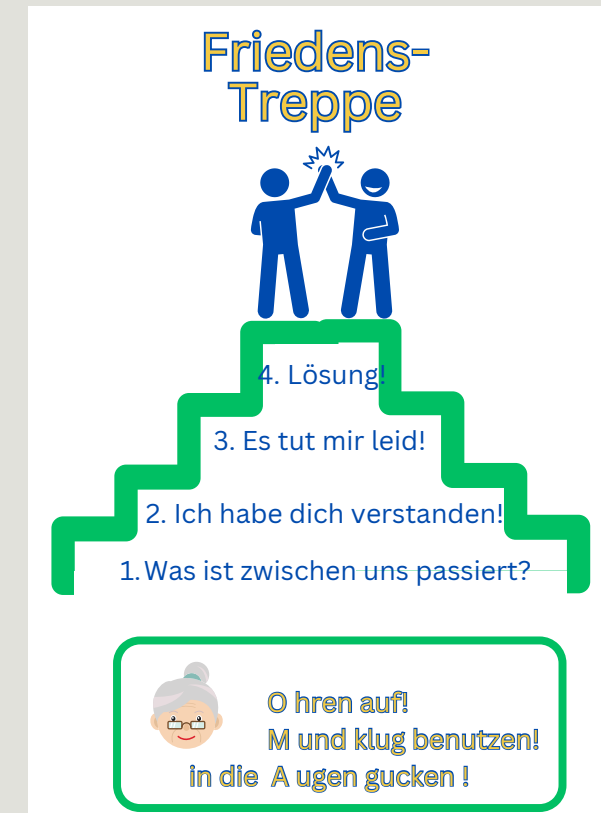 Friedens-
Treppe
4. Lösung!
3. Es tut mir leid!
2. Ich habe dich verstanden!
1. Was ist zwischen uns passiert?
O hren auf!
M und klug benutzen!
in die A ugen gucken !